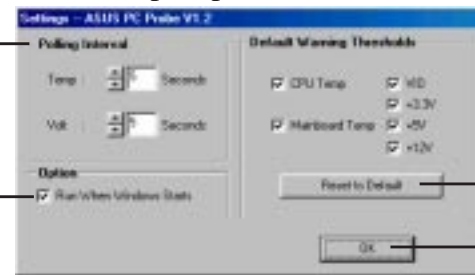 Settings - ASUS PC Probe V1.2
Polling Interval
Temp : Seconds
Volt : Seconds
Option
Run When Windows Starts
Default Warning Thresholds
CPU Temp VIO
+3.3V
Mainboard Temp +5V
+12V
Reset to Default
OK